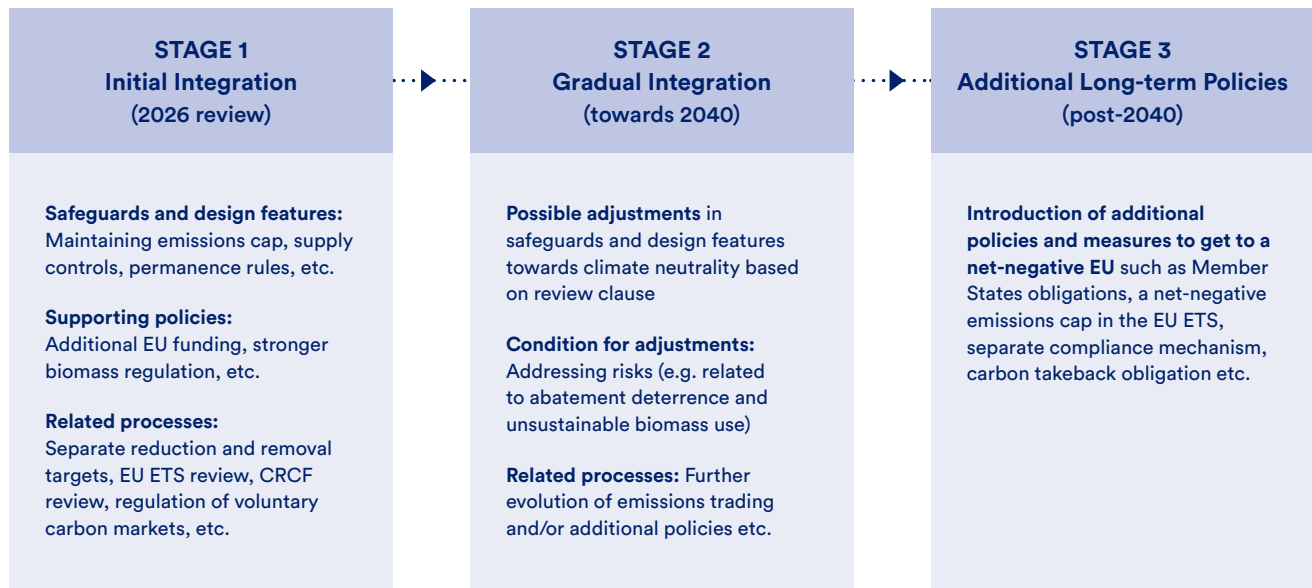 STAGE 1
Initial Integration
(2026 review)
Safeguards and design features:
Maintaining emissions cap, supply
controls, permanence rules, etc.
Supporting policies:
Additional EU funding, stronger
biomass regulation, etc.
Related processes:
Separate reduction and removal
targets, EU ETS review, CRCF
review, regulation of voluntary
carbon markets, etc.
STAGE 2
Gradual Integration
(towards 2040)
Possible adjustments in
safeguards and design features
towards climate neutrality based
on review clause
Condition for adjustments:
Addressing risks (e.g. related
to abatement deterrence and
unsustainable biomass use)
Related processes: Further
evolution of emissions trading
and/or additional policies etc.
STAGE 3
Additional Long-term Policies
(post-2040)
Introduction of additional
policies and measures to get to a
net-negative EU such as Member
States obligations, a net-negative
emissions cap in the EU ETS,
separate compliance mechanism,
carbon takeback obligation etc.